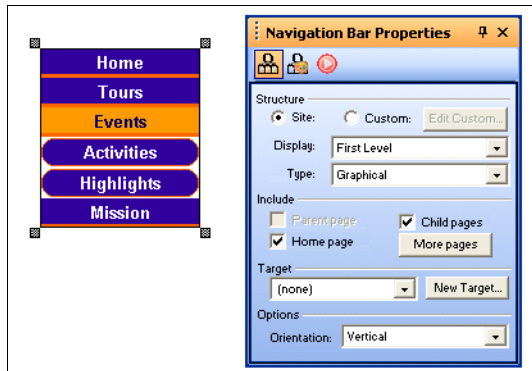 Home
Tours
Events
Activities
Highlights
Mission
Navigation Bar Properties
Structure
Site:
Custom:
Edit Custom...
Display:
First Level
Type:
Graphical
Include
Parent page
Child pages
Home page
More pages
Target
(none)
New Target...
Options
Orientation:
Vertical